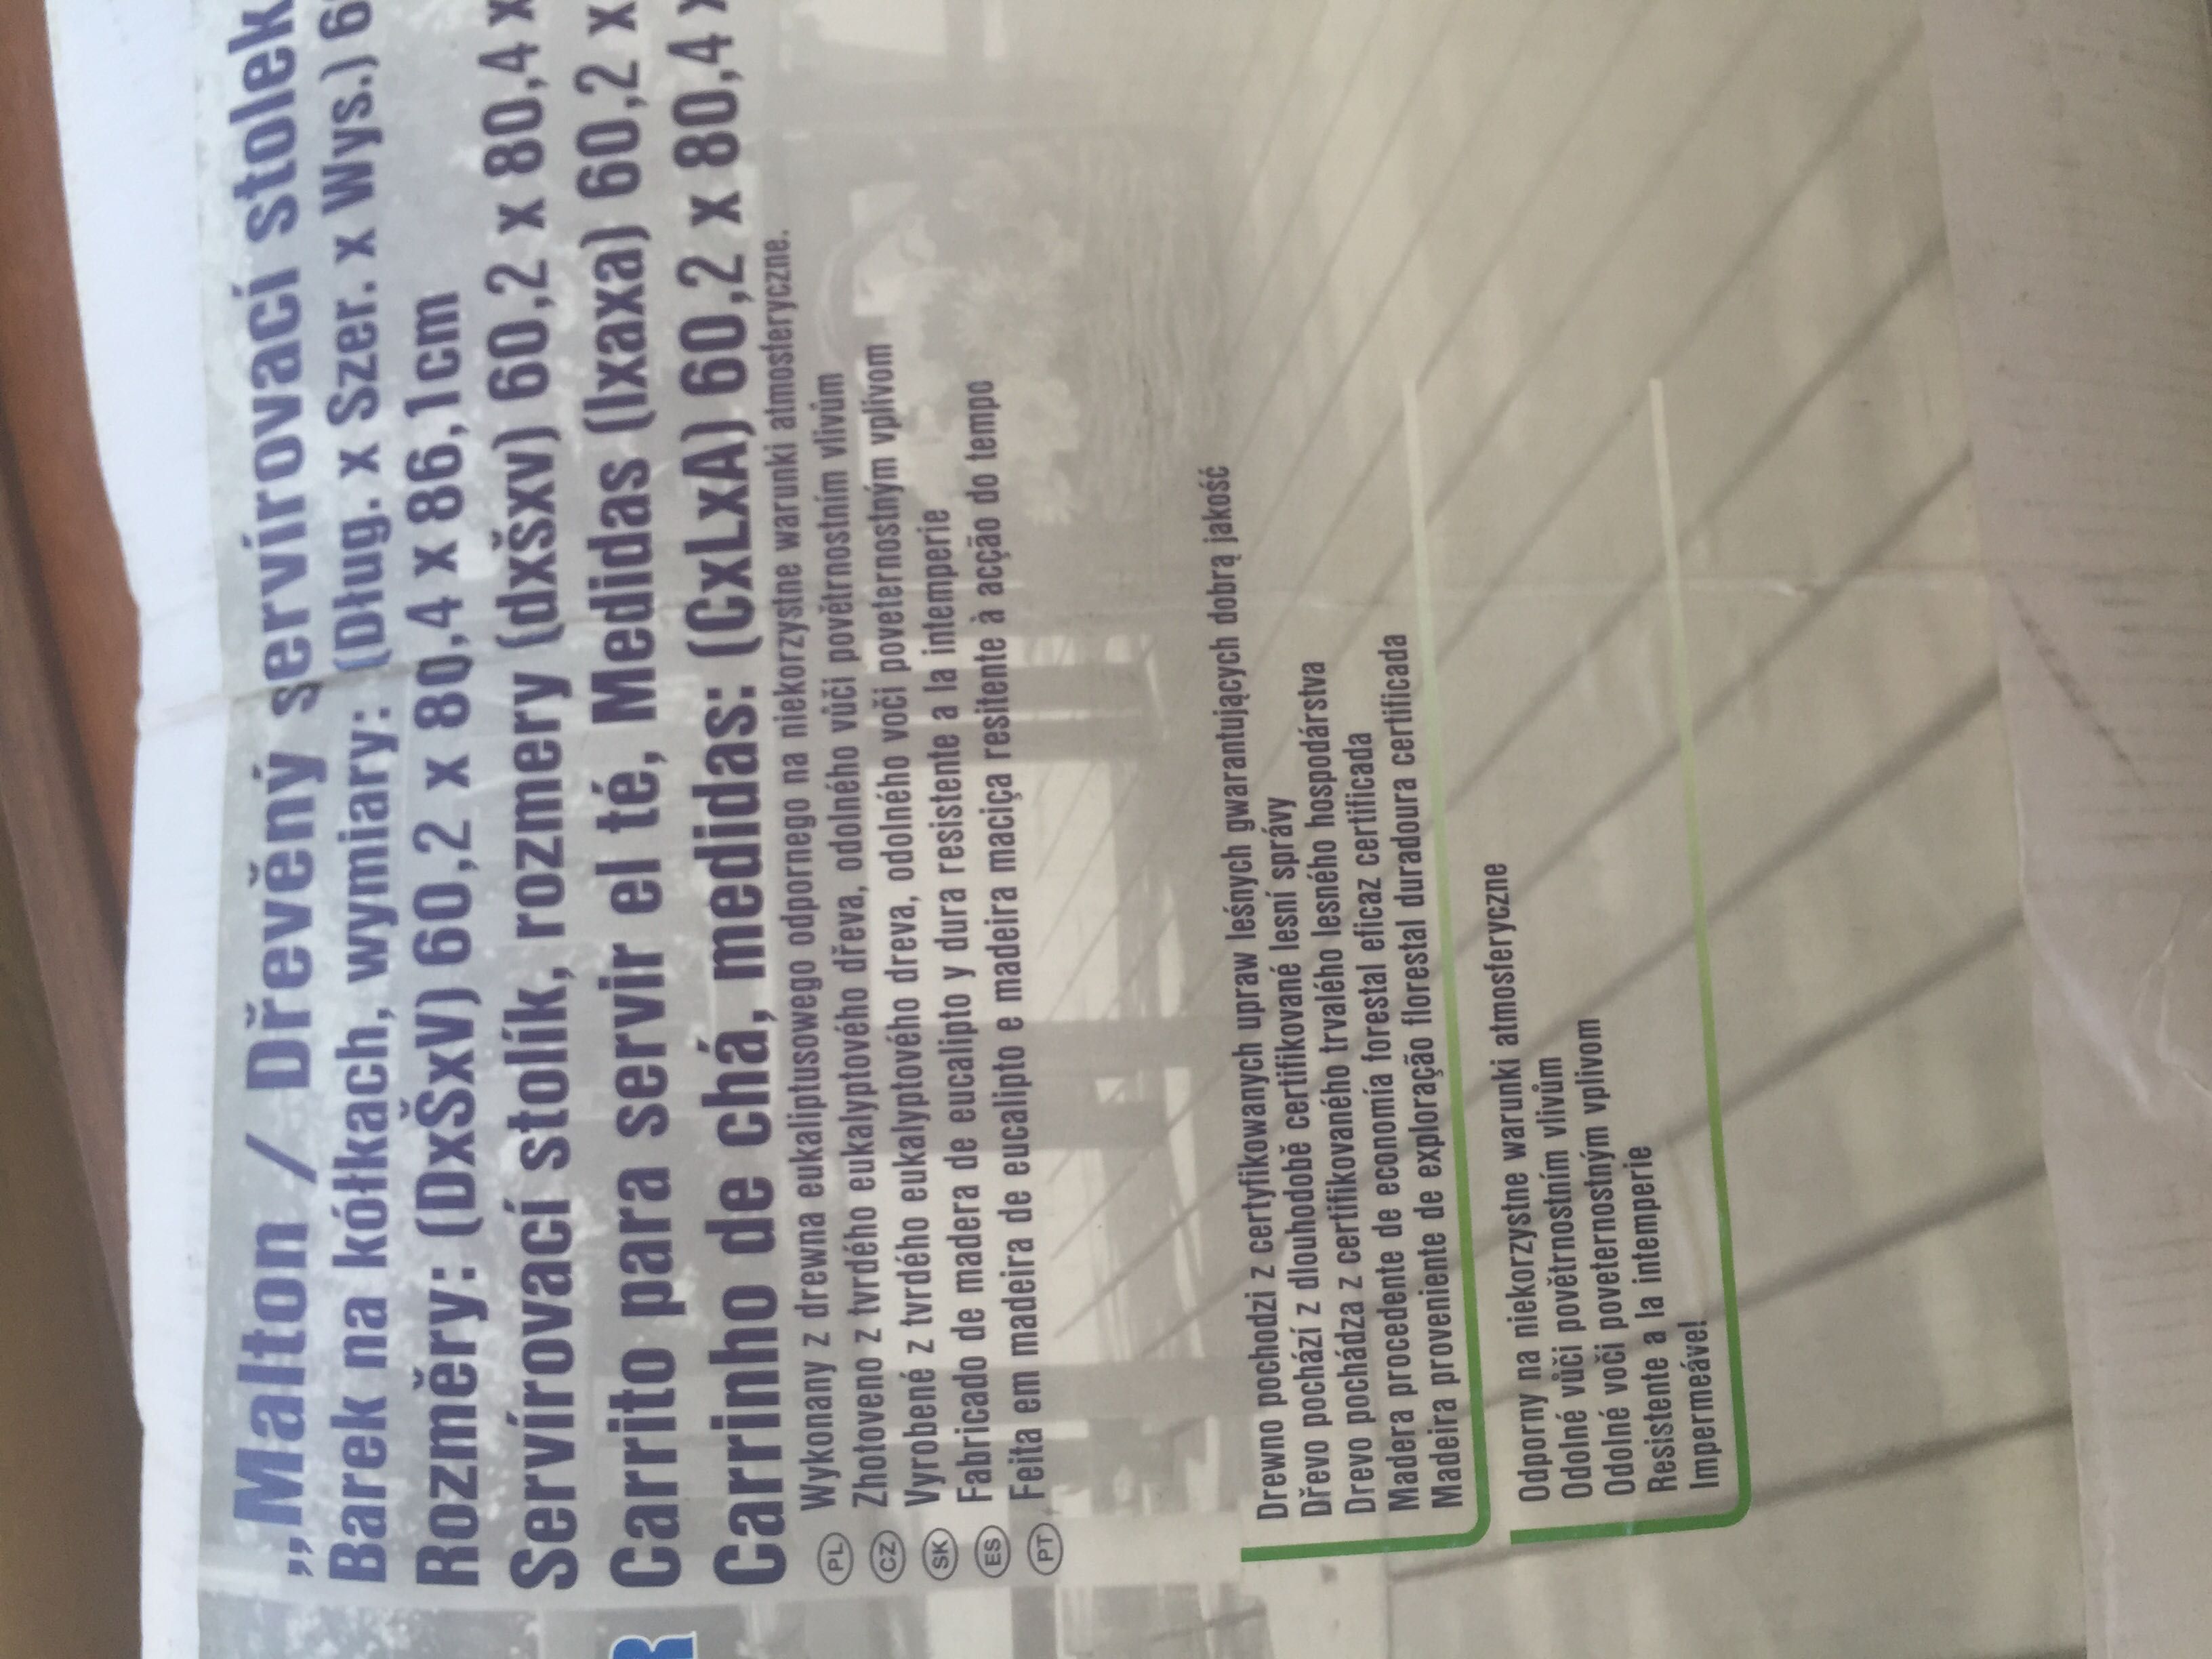 „Malton / Dřevěný servírovací stolek
Barek na kółkach, wymiary: (Dług. x Szer. x Wys.) 6
Rozměry: (DxŠxV) 60,2 x 80,4 x 86,1cm
Servírovací stolík, rozmery (dxšxv) 60,2 x 80,4 x
Carrito para servir el té, Medidas (lxaxa) 60,2 x
Carrinho de chá, medidas: (CxLxA) 60,2 x 80,4 x
PL Wykonany z drewna eukaliptusowego odpornego na niekorzystne warunki atmosferyczne.
CZ Zhotoveno z tvrdého eukalyptového dřeva, odolného vůči povětrnostním vlivům
SK Vyrobené z tvrdého eukalyptového dreva, odolného voči poveternostným vplivom
ES Fabricado de madera de eucalipto y dura resistente a la intemperie
PT Feita em madeira de eucalipto e madeira maciça resitente à acção do tempo
Drewno pochodzi z certyfikowanych upraw leśnych gwarantujących dobrą jakość
Dřevo pochází z dlouhodobě certifikované lesní správy
Drevo pochádza z certifikovaného trvalého lesného hospodárstva
Madera procedente de economía forestal eficaz certificada
Madeira proveniente de exploração florestal duradoura certificada
Odporny na niekorzystne warunki atmosferyczne
Odolné vůči povětrnostním vlivům
Odolné voči poveternostným vplivom
Resistente a la intemperie
Impermeável
R